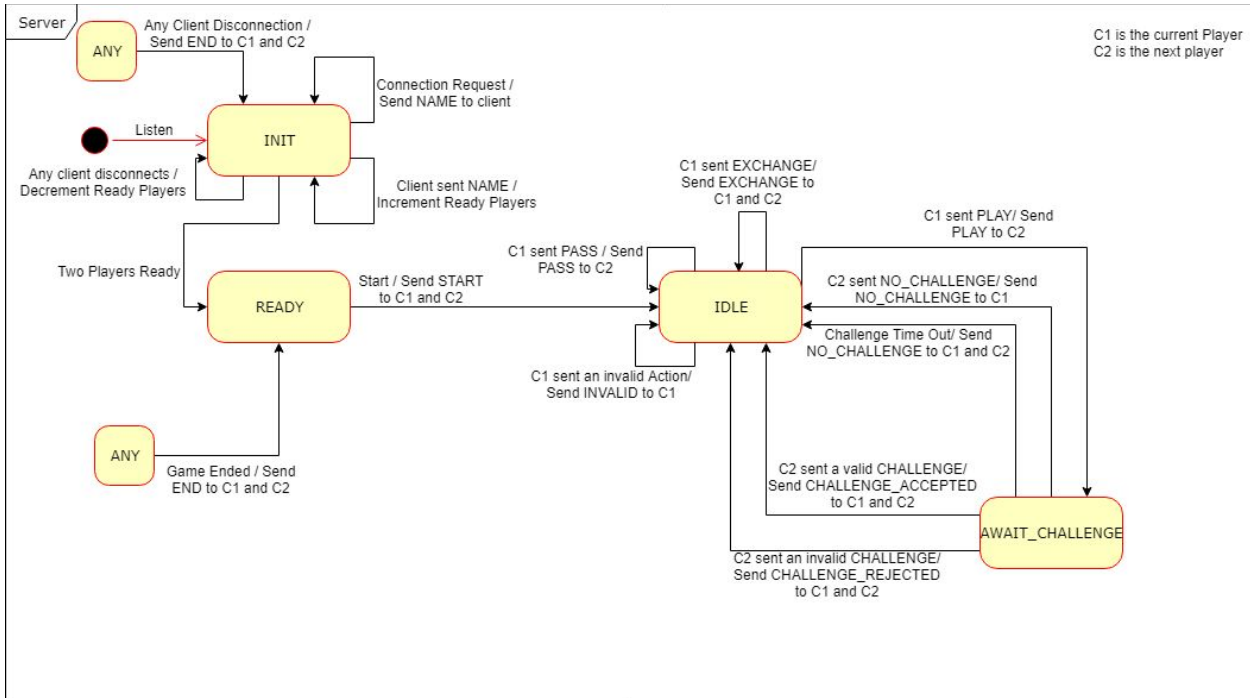 Server
Any Client Disconnection /
Send END to C1 and C2
C1 is the current Player
C2 is the next player
ANY
Connection Request /
Send NAME to client
Listen
INIT
Any client disconnects /
Decrement Ready Players
Client sent NAME /
Increment Ready Players
C1 sent EXCHANGE/
Send EXCHANGE to
C1 and C2
C1 sent PLAY/ Send
PLAY to C2
C1 sent PASS / Send
PASS to C2
Two Players Ready
Start / Send START
to C1 and C2
C2 sent NO_CHALLENGE/ Send
NO_CHALLENGE to C1
READY
IDLE
Challenge Time Out/ Send
NO_CHALLENGE to C1 and C2
C1 sent an invalid Action/
Send INVALID to C1
ANY
Game Ended / Send
END to C1 and C2
C2 sent a valid CHALLENGE/
Send CHALLENGE_ACCEPTED
to C1 and C2
AWAIT_CHALLENGE
C2 sent an invalid CHALLENGE/
Send CHALLENGE_REJECTED
to C1 and C2